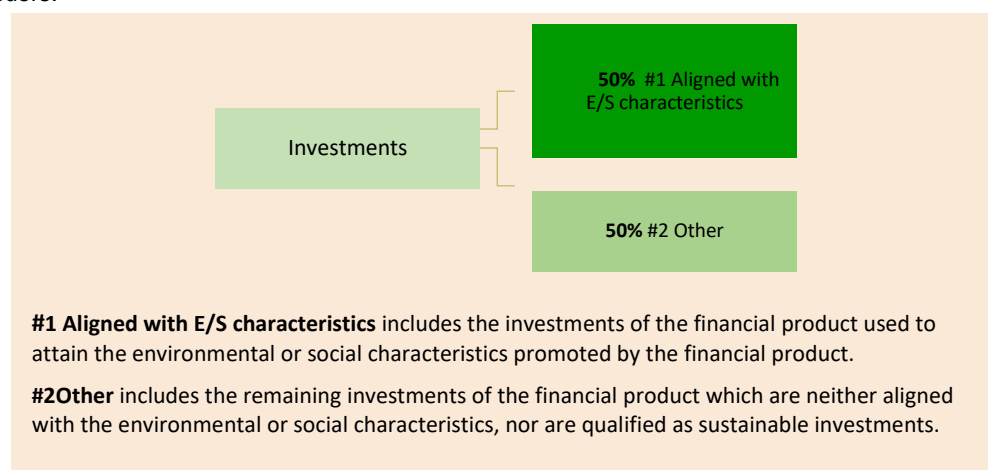 50% #1 Aligned with
E/S characteristics
Investments
50% #2 Other
#1 Aligned with E/S characteristics includes the investments of the financial product used to
attain the environmental or social characteristics promoted by the financial product.
#2Other includes the remaining investments of the financial product which are neither aligned
with the environmental or social characteristics, nor are qualified as sustainable investments.